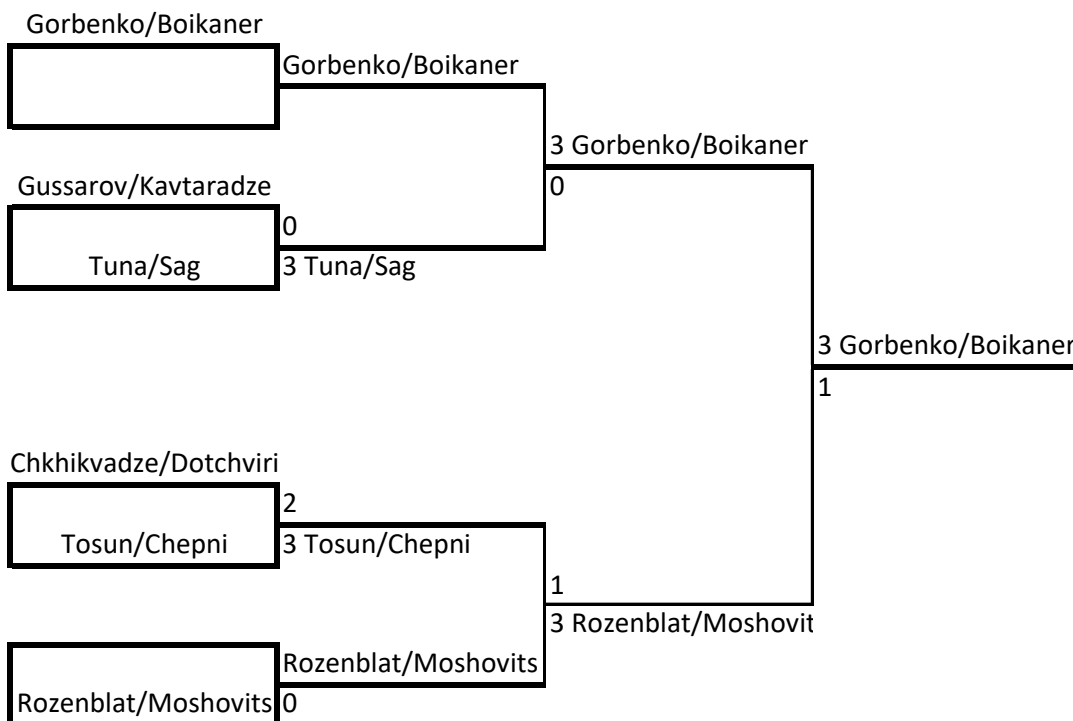 Gorbenko/Boikaner
Gorbenko/Boikaner
3 Gorbenko/Boikaner
Gussarov/Kavtaradze
0
0
Tuna/Sag
3 Tuna/Sag
3 Gorbenko/Boikaner
1
Chkhikvadze/Dotchviri
2
Tosun/Chepni
3 Tosun/Chepni
1
3 Rozenblat/Moshovit
Rozenblat/Moshovits
Rozenblat/Moshovits
0